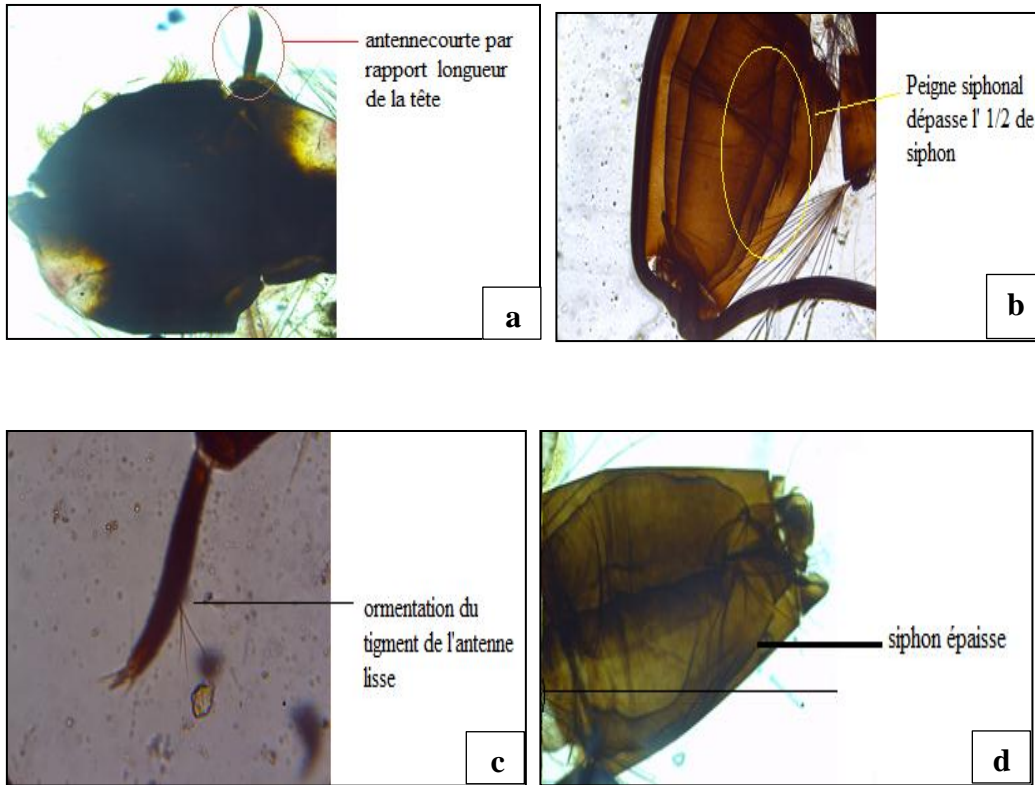 antennecourte par
rapport longueur
de la tête
a
Peigne siphonal
dépasse l' 1/2 de
siphon
b
ormentation du
tigment de l'antenne
lisse
c
siphon épaisse
d